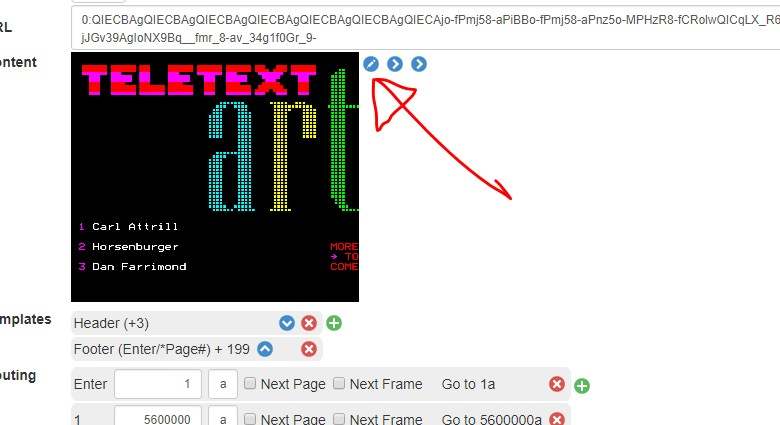 0:QIECBAgQIECBAgQIECBAgQIECBAgQIECBAgQIECBAgQIECAjo-fPmj58-aPiBBo-fPmj58-aPnz5o-MPHzR8-fCRolwQICqLX_R6
RL
jJGv39AgIoNX9Bq__fmr_8-av_34g1f0Gr_9-
ontent
TELETEXT
art
1 Carl Attrill
2 Horsenburger
3 Dan Farrimond
MORE
TO
COME
mplates
Header (+3)
Footer (Enter/*Page#) + 199
outing
Enter 1 a Next Page Next Frame Go to 1a
1 5600000 a Next Page Next Frame Go to 5600000a